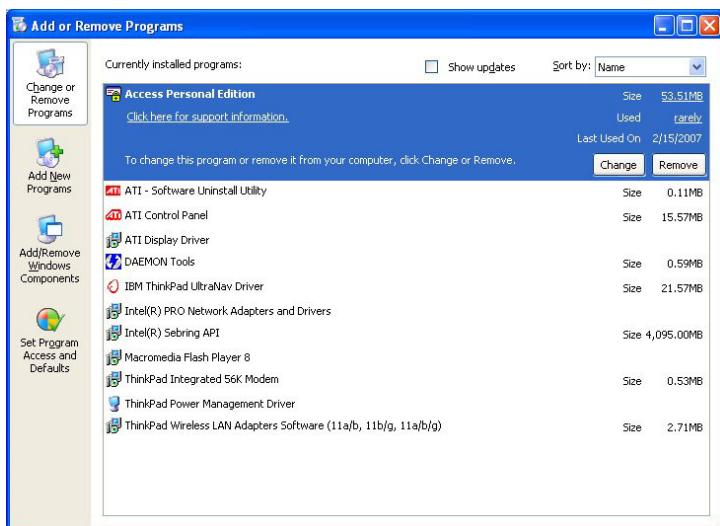 Add or Remove Programs
Change or
Remove
Programs
Add New
Programs
Add/Remove
Windows
Components
Set Program
Access and
Defaults
Currently installed programs:
Show updates
Sort by: Name
Access Personal Edition Size 53.51MB
Click here for support information. Used rarely
Last Used On 2/15/2007
To change this program or remove it from your computer, click Change or Remove. Change Remove
ATI ATI - Software Uninstall Utility Size 0.11MB
ATI ATI Control Panel Size 15.57MB
ATI Display Driver
DAEMON Tools Size 0.59MB
IBM ThinkPad UltraNav Driver Size 21.57MB
Intel(R) PRO Network Adapters and Drivers
Intel(R) Sebring API Size 4,095.00MB
Macromedia Flash Player 8
ThinkPad Integrated 56K Modem Size 0.53MB
ThinkPad Power Management Driver
ThinkPad Wireless LAN Adapters Software (11a/b, 11b/g, 11a/b/g) Size 2.71MB